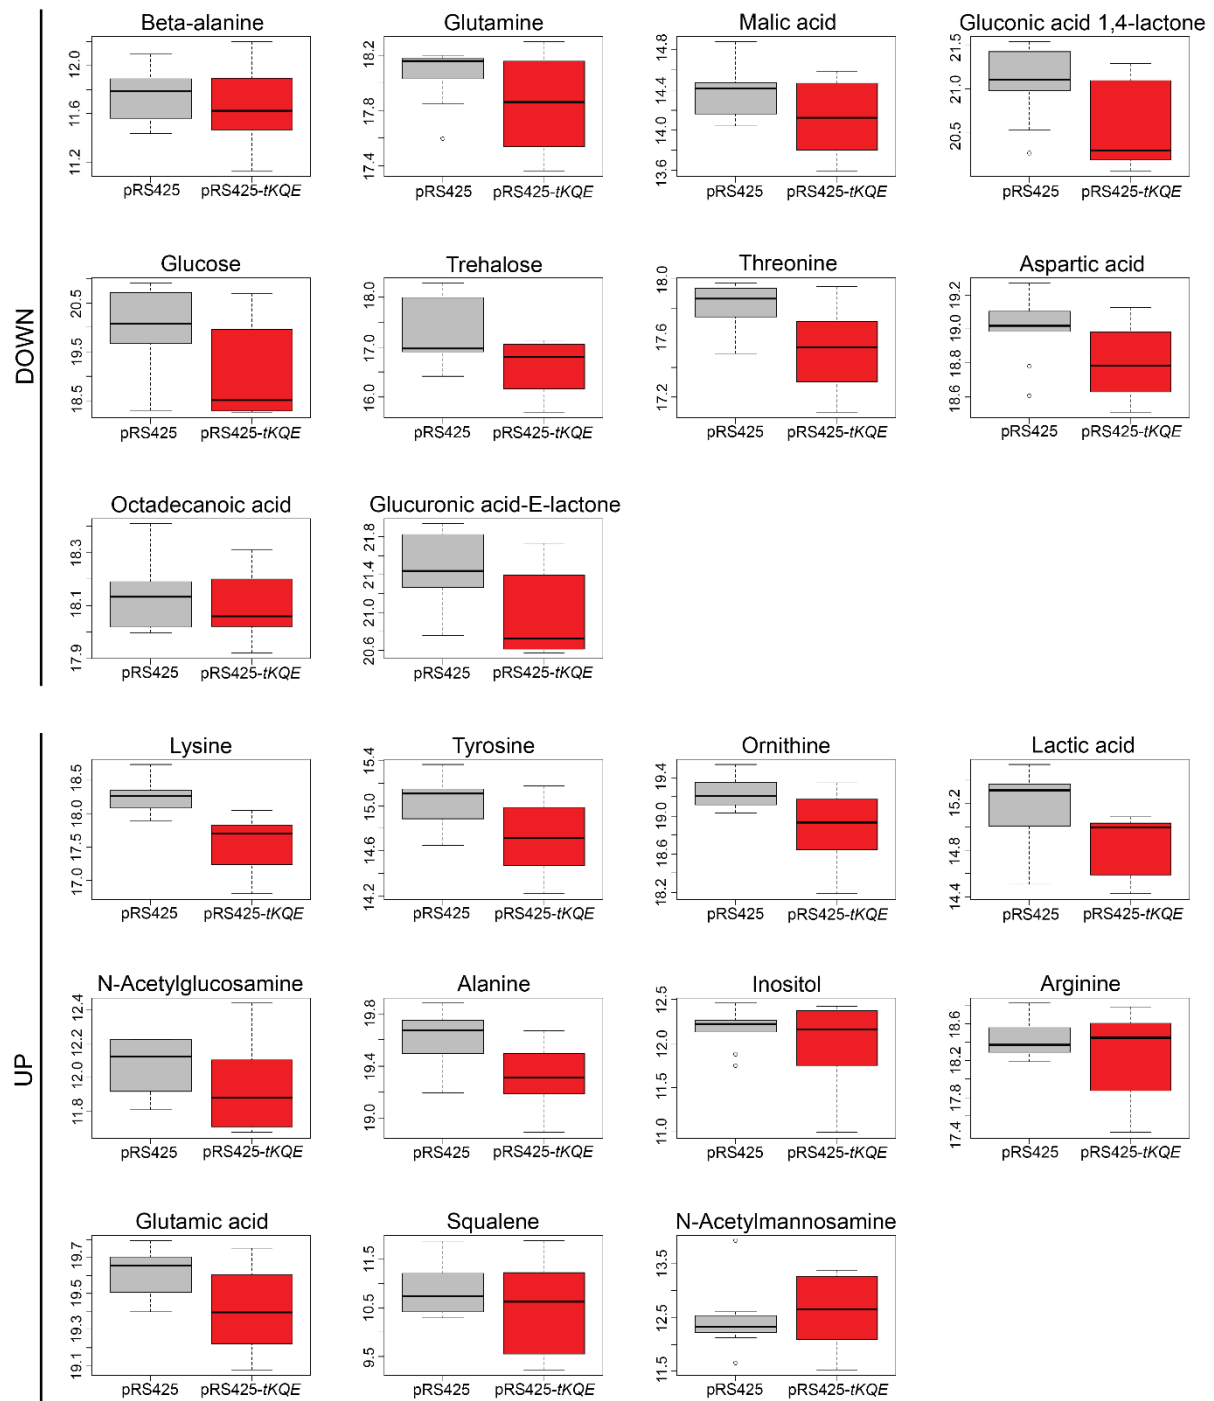 DOWN
Beta-alanine Glutamine Malic acid Gluconic acid 1,4-lactone
12.0 11.6 11.2 18.2 17.8 17.4 14.8 14.4 14.0 13.6 21.5 21.0 20.5
pRS425 pRS425-tKQE pRS425 pRS425-tKQE pRS425 pRS425-tKQE pRS425 pRS425-tKQE
Glucose Trehalose Threonine Aspartic acid
20.5 19.5 18.5 18.0 17.0 16.0 18.0 17.6 17.2 19.2 19.0 18.8 18.6
pRS425 pRS425-tKQE pRS425 pRS425-tKQE pRS425 pRS425-tKQE pRS425 pRS425-tKQE
Octadecanoic acid Glucuronic acid-E-lactone
18.3 18.1 17.9 21.8 21.4 21.0 20.6
pRS425 pRS425-tKQE pRS425 pRS425-tKQE
UP
Lysine Tyrosine Ornithine Lactic acid
18.5 18.0 17.5 17.0 15.4 15.0 14.6 14.2 19.4 19.0 18.6 18.2 15.2 14.8 14.4
pRS425 pRS425-tKQE pRS425 pRS425-tKQE pRS425 pRS425-tKQE pRS425 pRS425-tKQE
N-Acetylglucosamine Alanine Inositol Arginine
12.4 12.2 12.0 11.8 19.8 19.4 19.0 12.5 12.0 11.5 11.0 18.6 18.2 17.8 17.4
pRS425 pRS425-tKQE pRS425 pRS425-tKQE pRS425 pRS425-tKQE pRS425 pRS425-tKQE
Glutamic acid Squalene N-Acetylmannosamine
19.7 19.5 19.3 19.1 11.5 10.5 9.5 13.5 12.5 11.5
pRS425 pRS425-tKQE pRS425 pRS425-tKQE pRS425 pRS425-tKQE